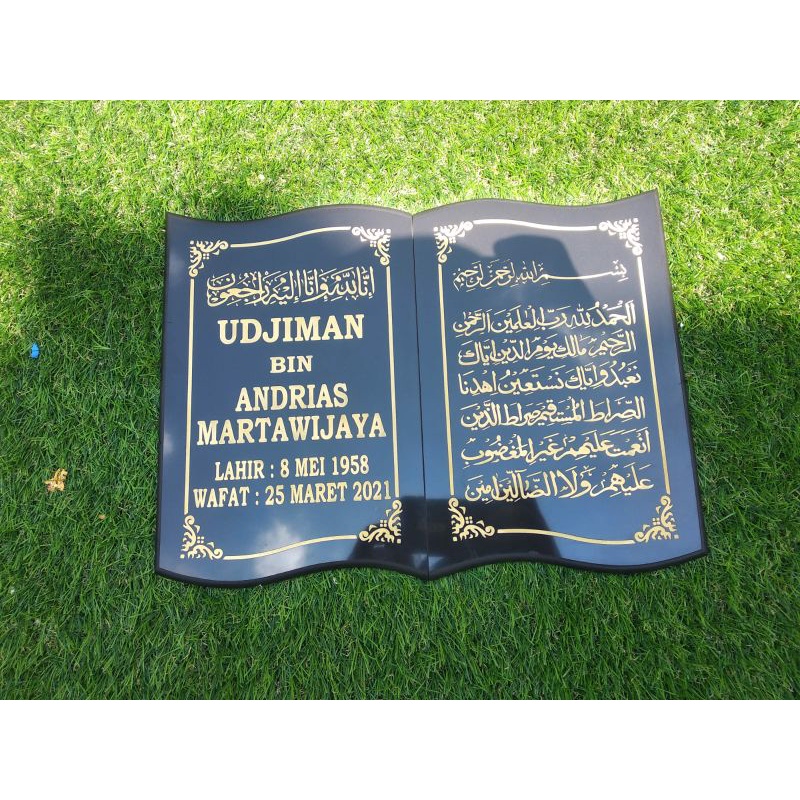 إنا لله وإنا إليه راجعون
UDJIMAN
BIN
ANDRIAS
MARTAWIJAYA
LAHIR : 8 MEI 1958
WAFAT : 25 MARET 2021
بسم الله الرحمن الرحيم
الحمد لله رب العلمين الرحمن
الرحيم مالك يوم الدين اياك
نعبد واياك نستعين اهدنا
الصراط المستقيم صراط الذين
انعمت عليهم غير المغضوب
عليهم ولا الضالين امين